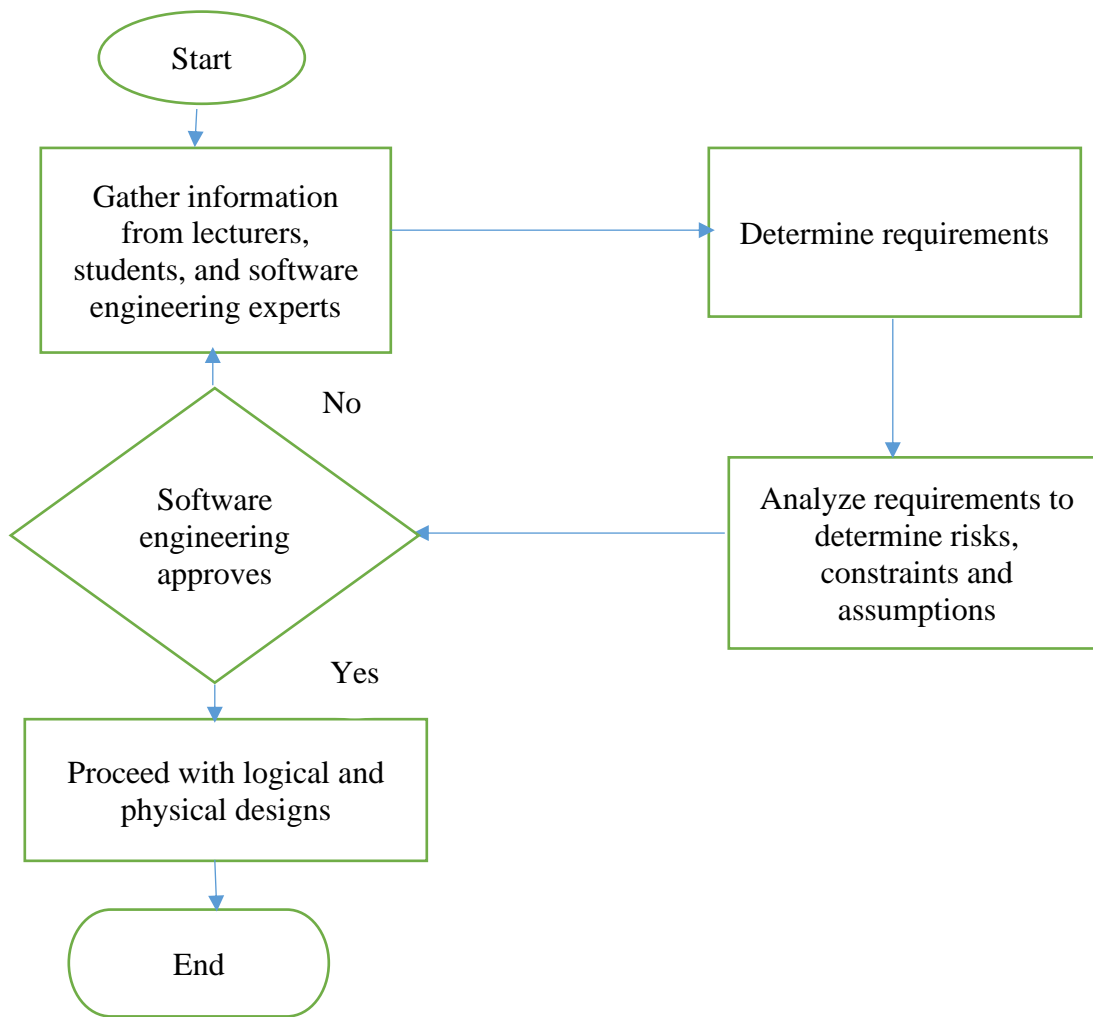 Start
Gather information
from lecturers,
students, and software
engineering experts
Determine requirements
Analyze requirements to
determine risks,
constraints and
assumptions
Software
engineering
approves
No
Yes
Proceed with logical and
physical designs
End